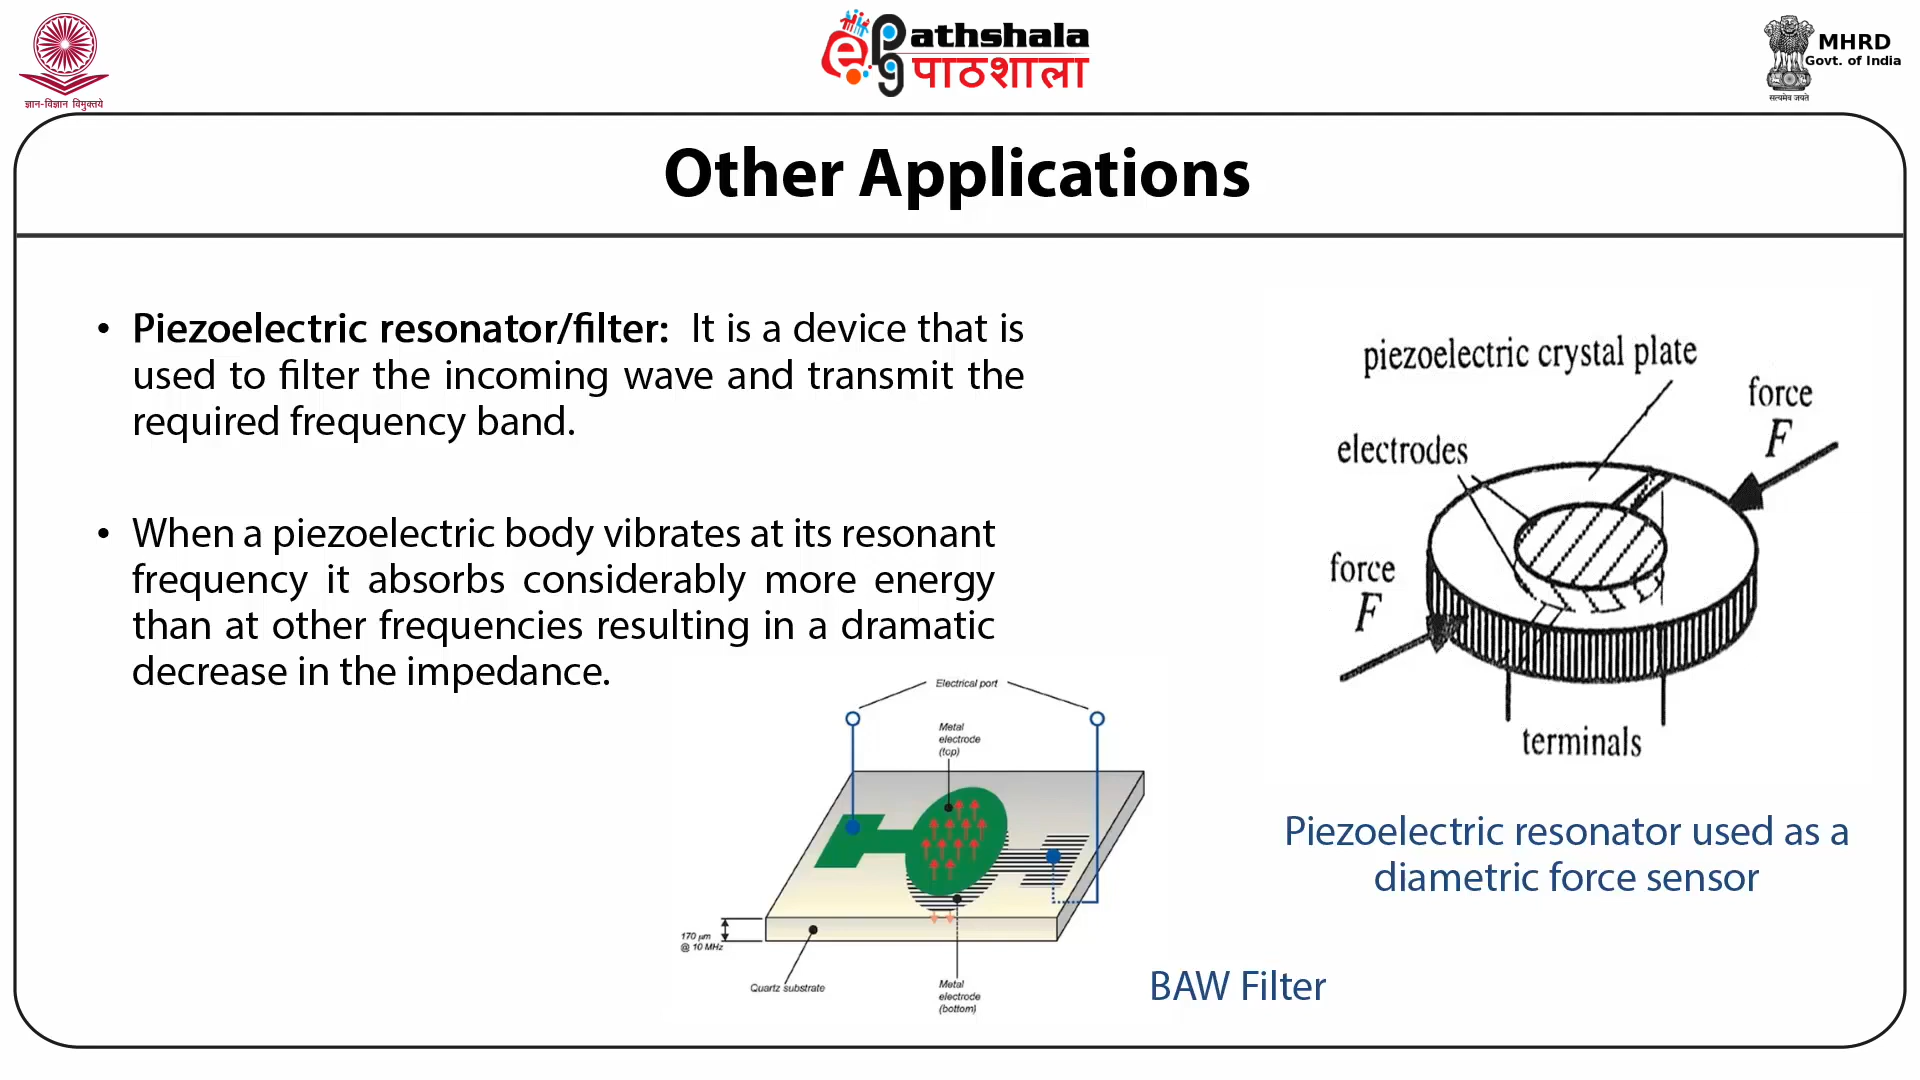 ज्ञान-विज्ञान विमुक्तये
ePathshala
पाठशाला
MHRD
Govt. of India
सत्यमेव जयते
Other Applications
• Piezoelectric resonator/filter: It is a device that is
used to filter the incoming wave and transmit the
required frequency band.
• When a piezoelectric body vibrates at its resonant
frequency it absorbs considerably more energy
than at other frequencies resulting in a dramatic
decrease in the impedance.
Electrical port
Metal
electrode
(top)
170 μm
@ 10 MHz
Quartz substrate
Metal
electrode
(bottom)
BAW Filter
piezoelectric crystal plate
force
F
electrodes
force
F
terminals
Piezoelectric resonator used as a
diametric force sensor